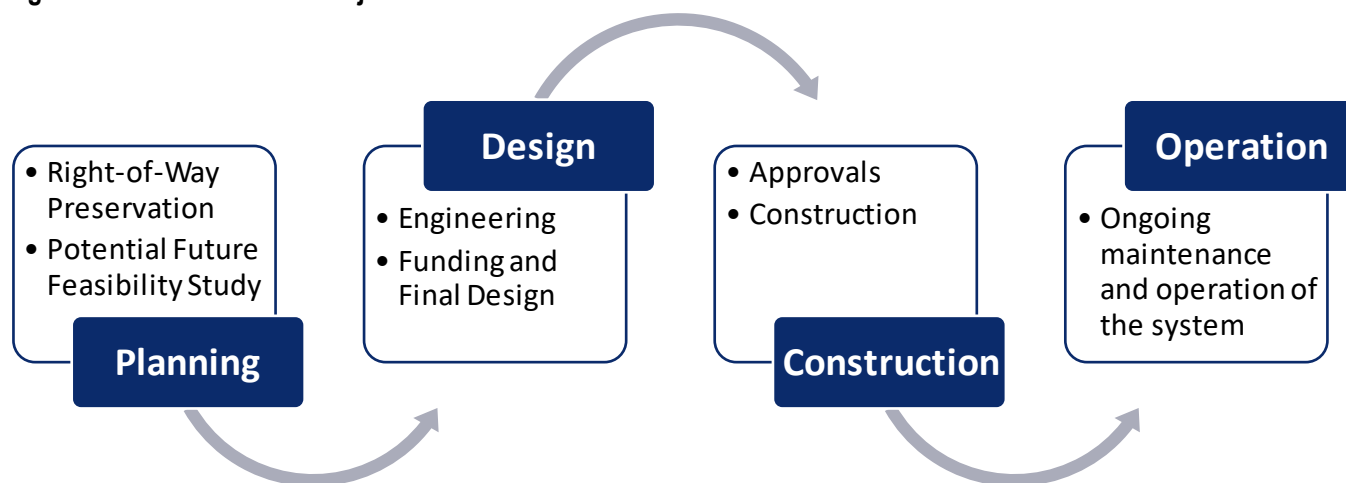 Planning
• Right-of-Way
Preservation
• Potential Future
Feasibility Study
Design
• Engineering
• Funding and
Final Design
Construction
• Approvals
• Construction
Operation
• Ongoing
maintenance
and operation of
the system